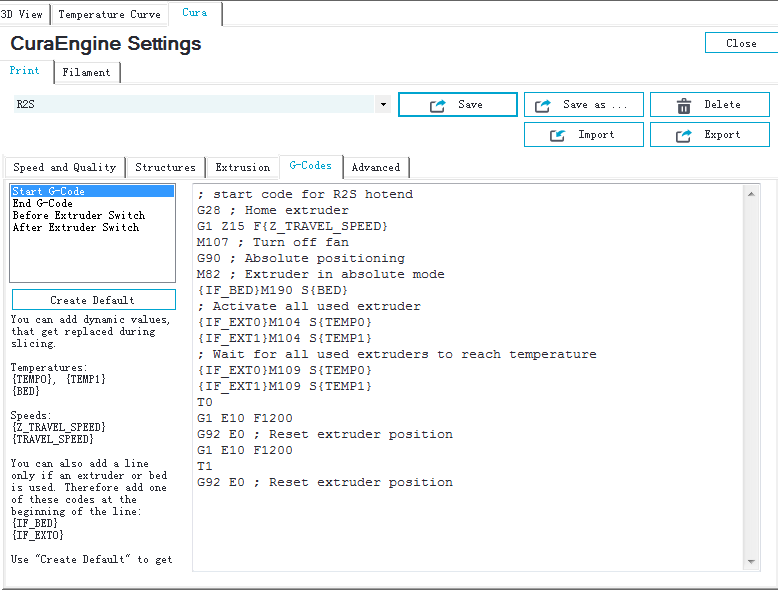 3D View Temperature Curve Cura
CuraEngine Settings
Close
Print Filament
R2S
Save Save as ... Delete
Import Export
Speed and Quality Structures Extrusion G-Codes Advanced
Start G-Code
End G-Code
Before Extruder Switch
After Extruder Switch
Create Default
You can add dynamic values,
that get replaced during
slicing.
Temperatures:
{TEMP0}, {TEMP1}
{BED}
Speeds:
{Z_TRAVEL_SPEED}
{TRAVEL_SPEED}
You can also add a line
only if an extruder or bed
is used. Therefore add one
of these codes at the
beginning of the line:
{IF_BED}
{IF_EXT0}
Use "Create Default" to get
; start code for R2S hotend
G28 ; Home extruder
G1 Z15 F{Z_TRAVEL_SPEED}
M107 ; Turn off fan
G90 ; Absolute positioning
M82 ; Extruder in absolute mode
{IF_BED}M190 S{BED}
; Activate all used extruder
{IF_EXT0}M104 S{TEMP0}
{IF_EXT1}M104 S{TEMP1}
; Wait for all used extruders to reach temperature
{IF_EXT0}M109 S{TEMP0}
{IF_EXT1}M109 S{TEMP1}
T0
G1 E10 F1200
G92 E0 ; Reset extruder position
G1 E10 F1200
T1
G92 E0 ; Reset extruder position